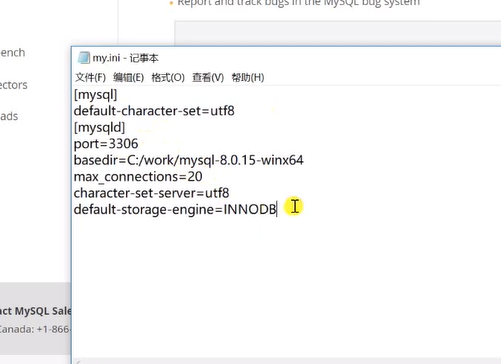 Report and track bugs in the MySQL bug system
ench
ectors
ads
my.ini - 记事本
文件(F) 编辑(E) 格式(O) 查看(V) 帮助(H)
[mysql]
default-character-set=utf8
[mysqld]
port=3306
basedir=C:/work/mysql-8.0.15-winx64
max_connections=20
character-set-server=utf8
default-storage-engine=INNODB
act MySQL Sale
Canada: +1-866-